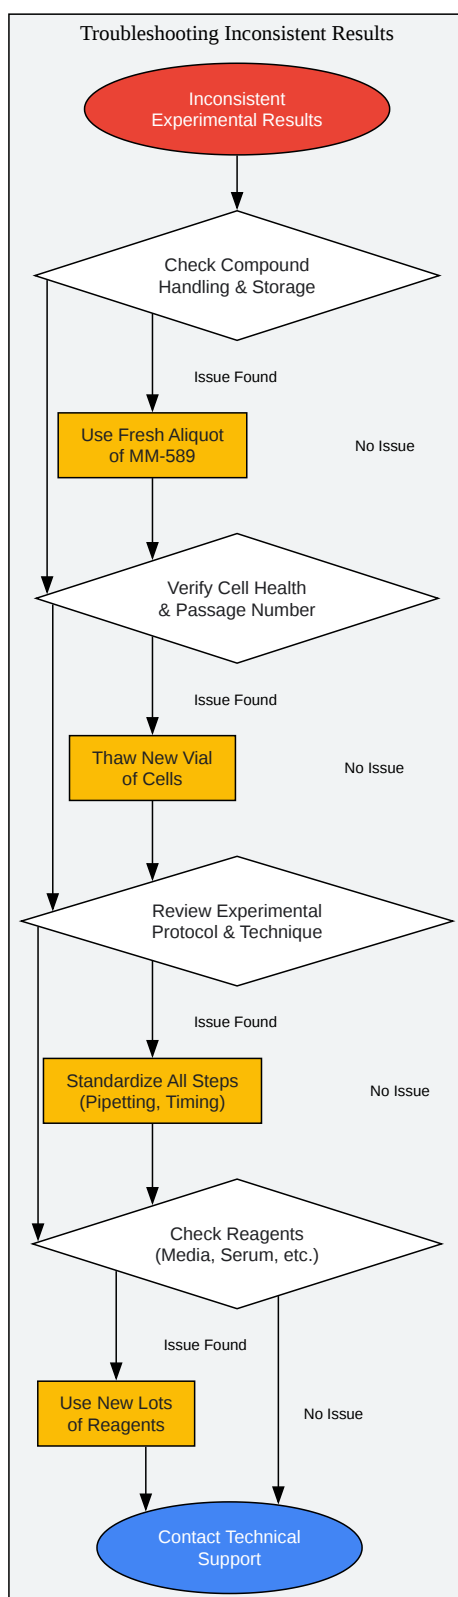 Troubleshooting Inconsistent Results
Inconsistent
Experimental Results
Check Compound
Handling & Storage
Issue Found
Use Fresh Aliquot
of MM-589
No Issue
Verify Cell Health
& Passage Number
Issue Found
Thaw New Vial
of Cells
No Issue
Review Experimental
Protocol & Technique
Issue Found
Standardize All Steps
(Pipetting, Timing)
No Issue
Check Reagents
(Media, Serum, etc.)
Issue Found
Use New Lots
of Reagents
No Issue
Contact Technical
Support